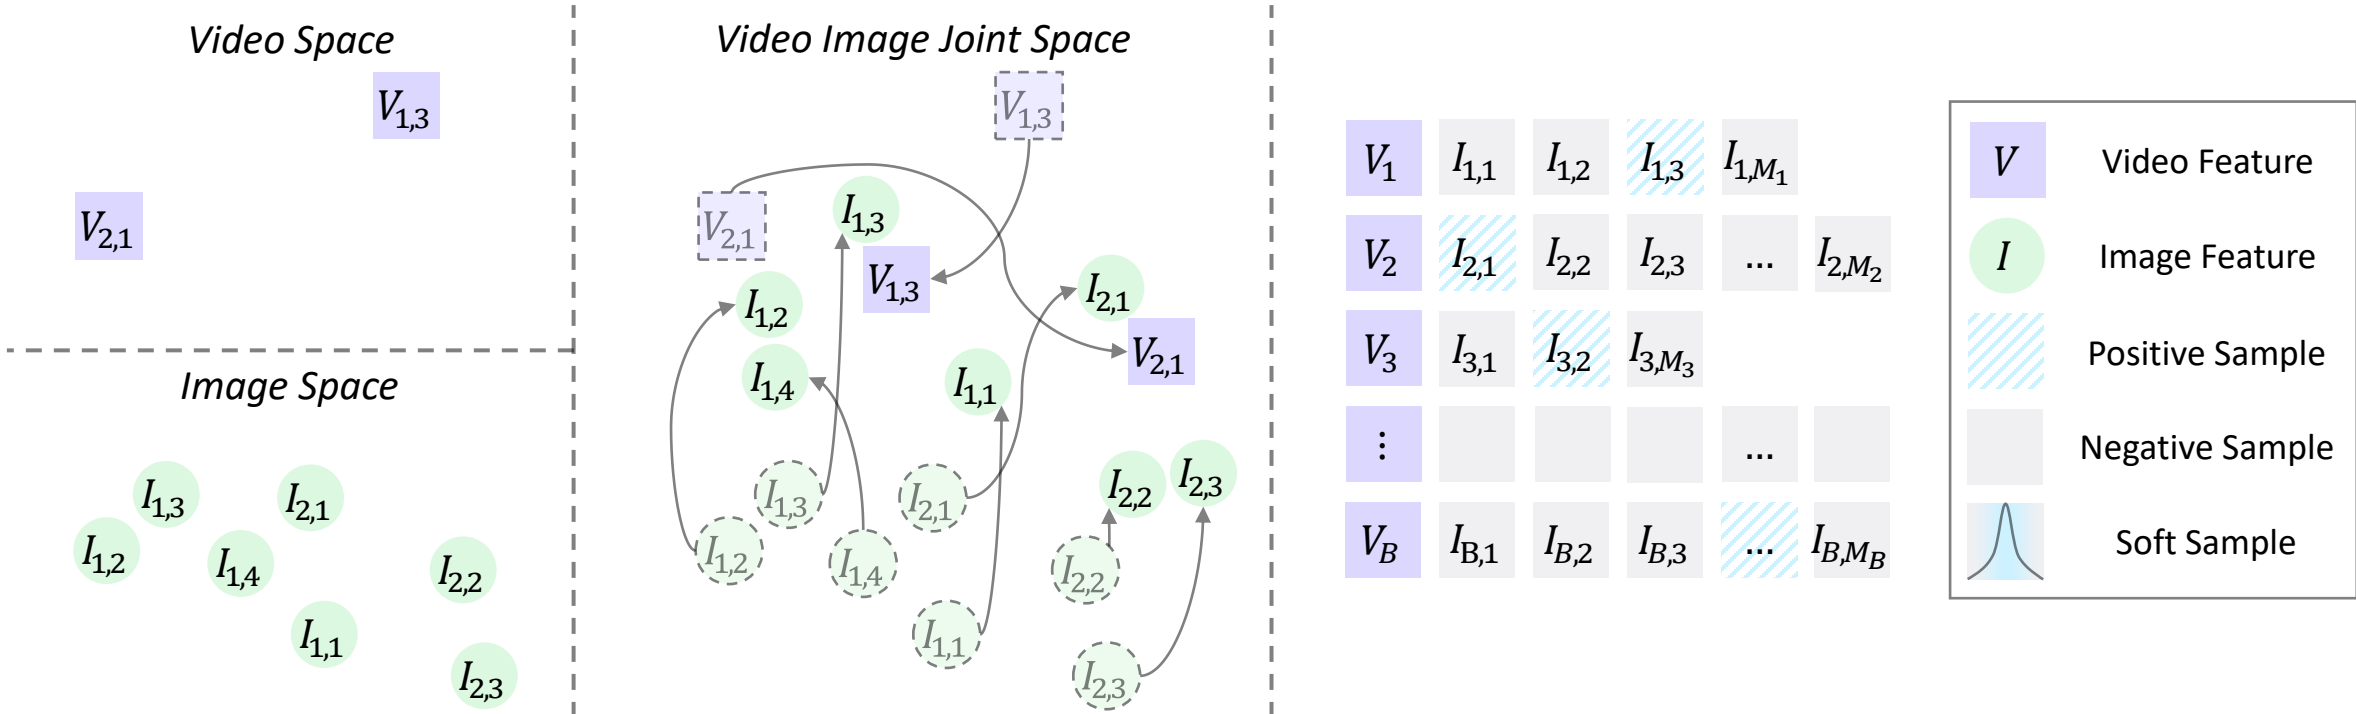 Video Space
V1,3
V2,1
Image Space
I1,3
I2,1
I1,2
I1,4
I2,2
I1,1
I2,3
Video Image Joint Space
V1,3
V2,1
I1,3
V1,3
I2,1
I1,2
V2,1
I1,4
I1,1
I2,2
I2,3
I1,3
I2,1
I1,2
I1,4
I2,2
I1,1
I2,3
V1 I1,1 I1,2 I1,3 I1,M1
V2 I2,1 I2,2 I2,3 ... I2,M2
V3 I3,1 I3,2 I3,M3
⋮ ...
VB IB,1 IB,2 IB,3 ... IB,MB
V Video Feature
I Image Feature
Positive Sample
Negative Sample
Soft Sample